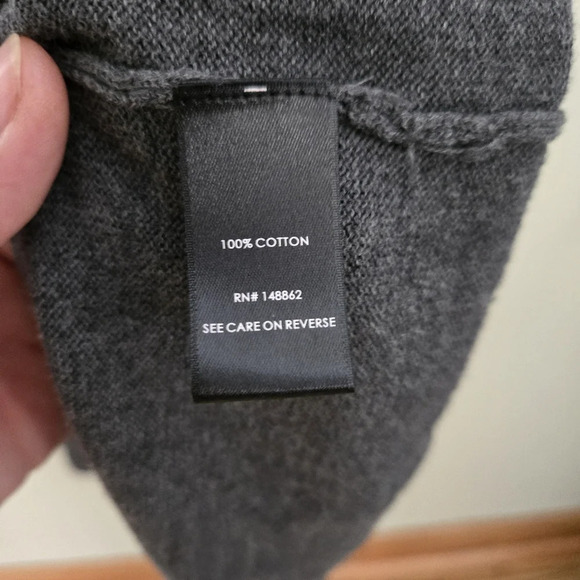 100% COTTON
RN# 148862
SEE CARE ON REVERSE